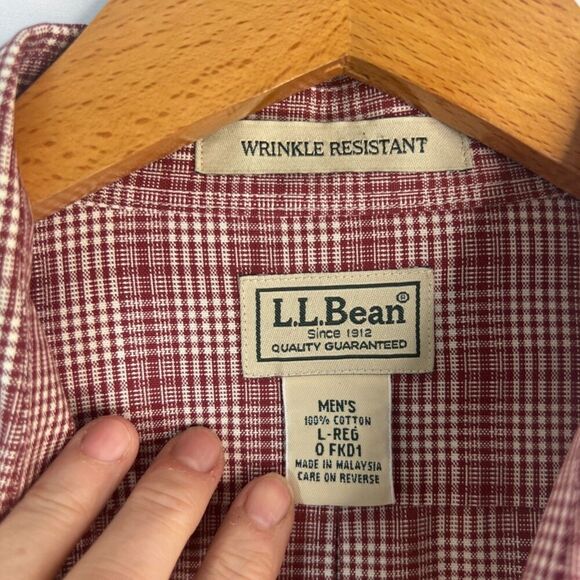 WRINKLE RESISTANT
L.L.Bean®
Since 1912
QUALITY GUARANTEED
MEN'S
100% COTTON
L-REG
0 FKD1
MADE IN MALAYSIA
CARE ON REVERSE